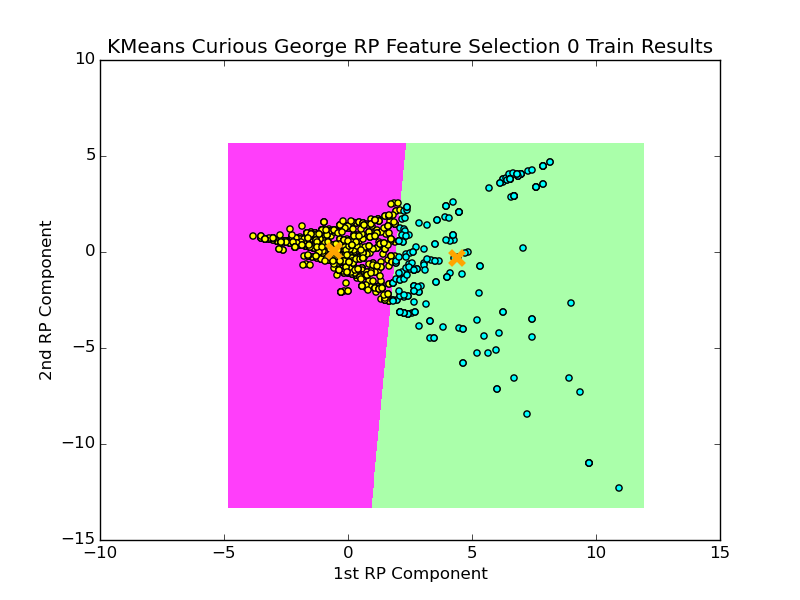 KMeans Curious George RP Feature Selection 0 Train Results
10
5
0
−5
−10
−15
2nd RP Component
−10 −5 0 5 10 15
1st RP Component